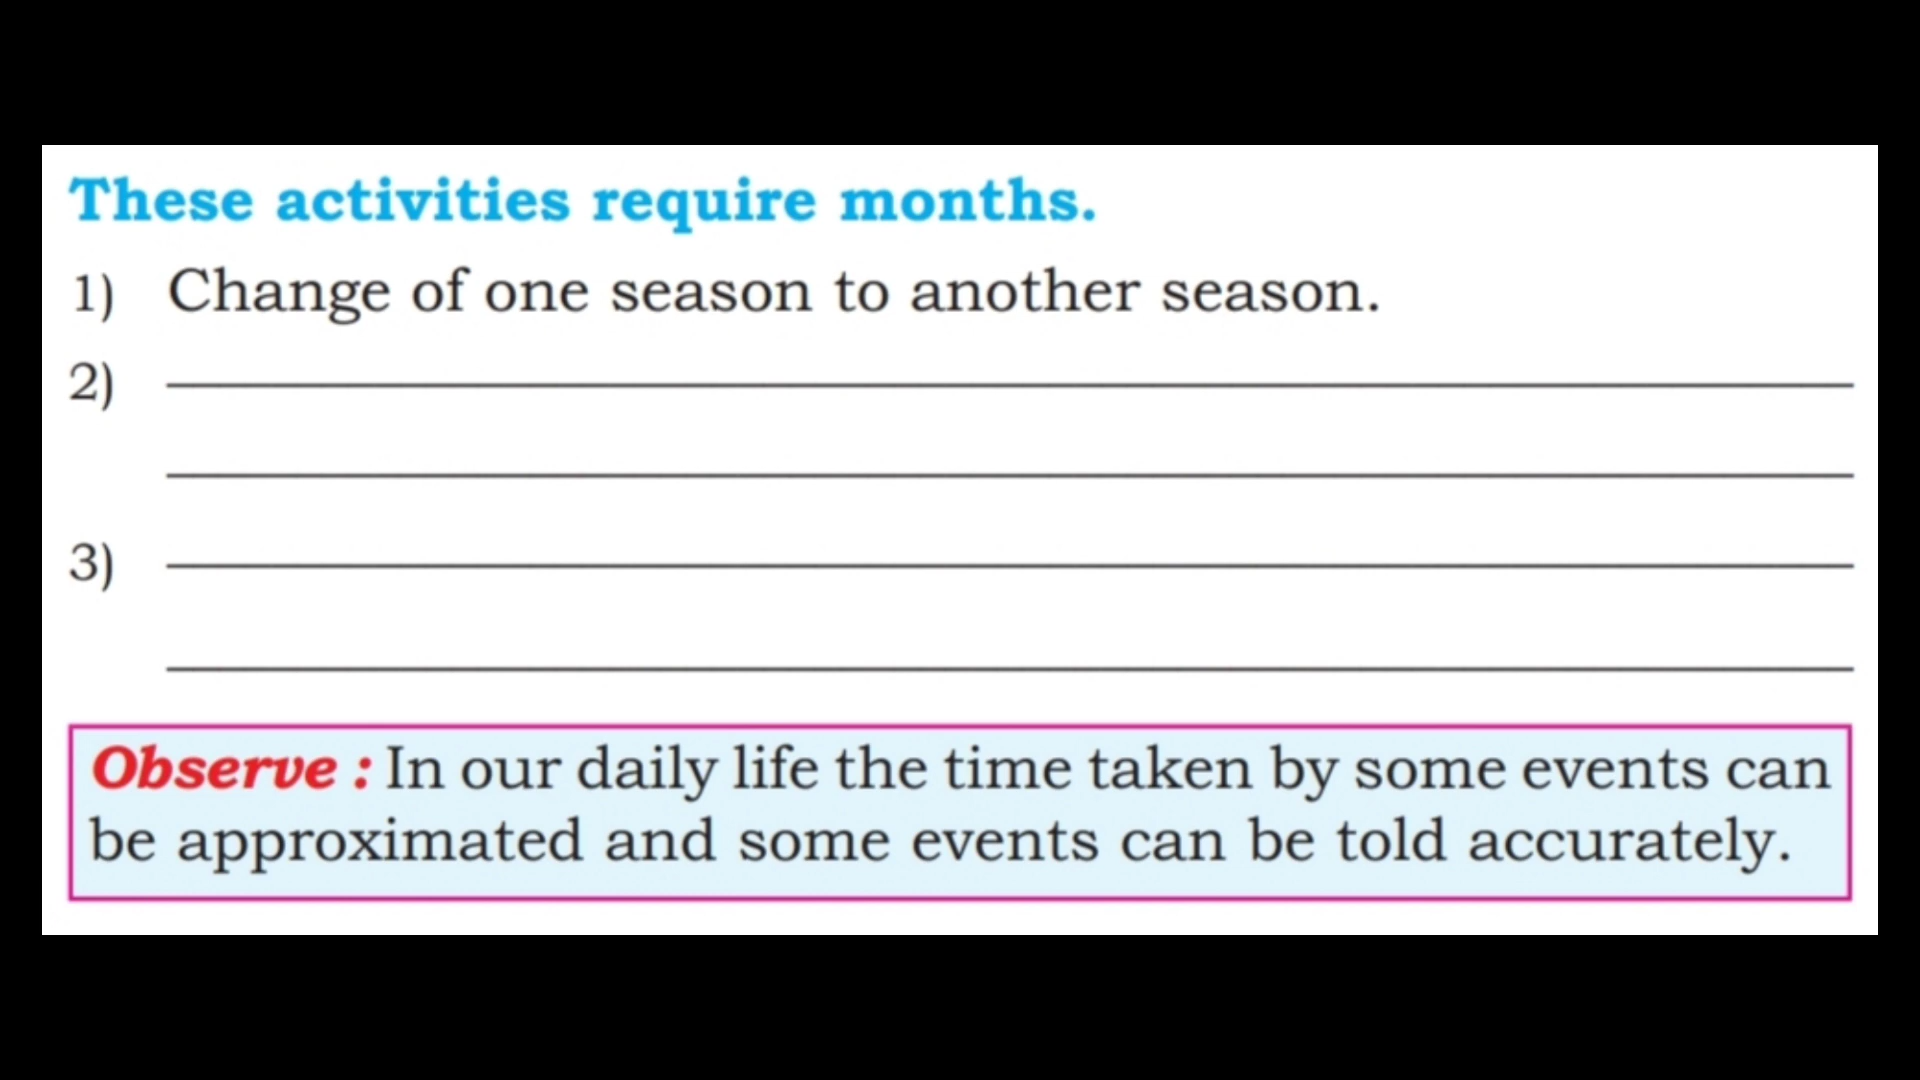 These activities require months.
1) Change of one season to another season.
2)
3)
Observe : In our daily life the time taken by some events can
be approximated and some events can be told accurately.